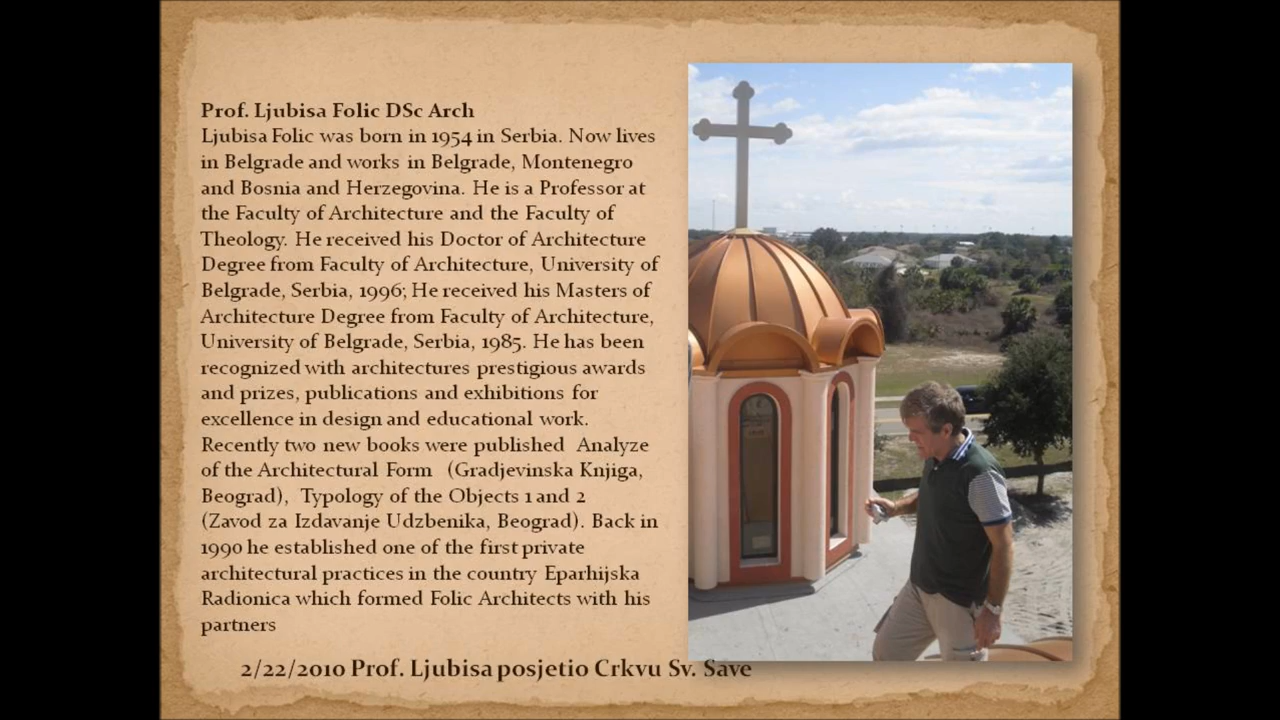 Prof. Ljubisa Folic DSc Arch
Ljubisa Folic was born in 1954 in Serbia. Now lives
in Belgrade and works in Belgrade, Montenegro
and Bosnia and Herzegovina. He is a Professor at
the Faculty of Architecture and the Faculty of
Theology. He received his Doctor of Architecture
Degree from Faculty of Architecture, University of
Belgrade, Serbia, 1996; He received his Masters of
Architecture Degree from Faculty of Architecture,
University of Belgrade, Serbia, 1985. He has been
recognized with architectures prestigious awards
and prizes, publications and exhibitions for
excellence in design and educational work.
Recently two new books were published Analyze
of the Architectural Form (Gradjevinska Knjiga,
Beograd), Typology of the Objects 1 and 2
(Zavod za Izdavanje Udzbenika, Beograd). Back in
1990 he established one of the first private
architectural practices in the country Eparhijska
Radionica which formed Folic Architects with his
partners
2/22/2010 Prof. Ljubisa posjetio Crkvu Sv. Save